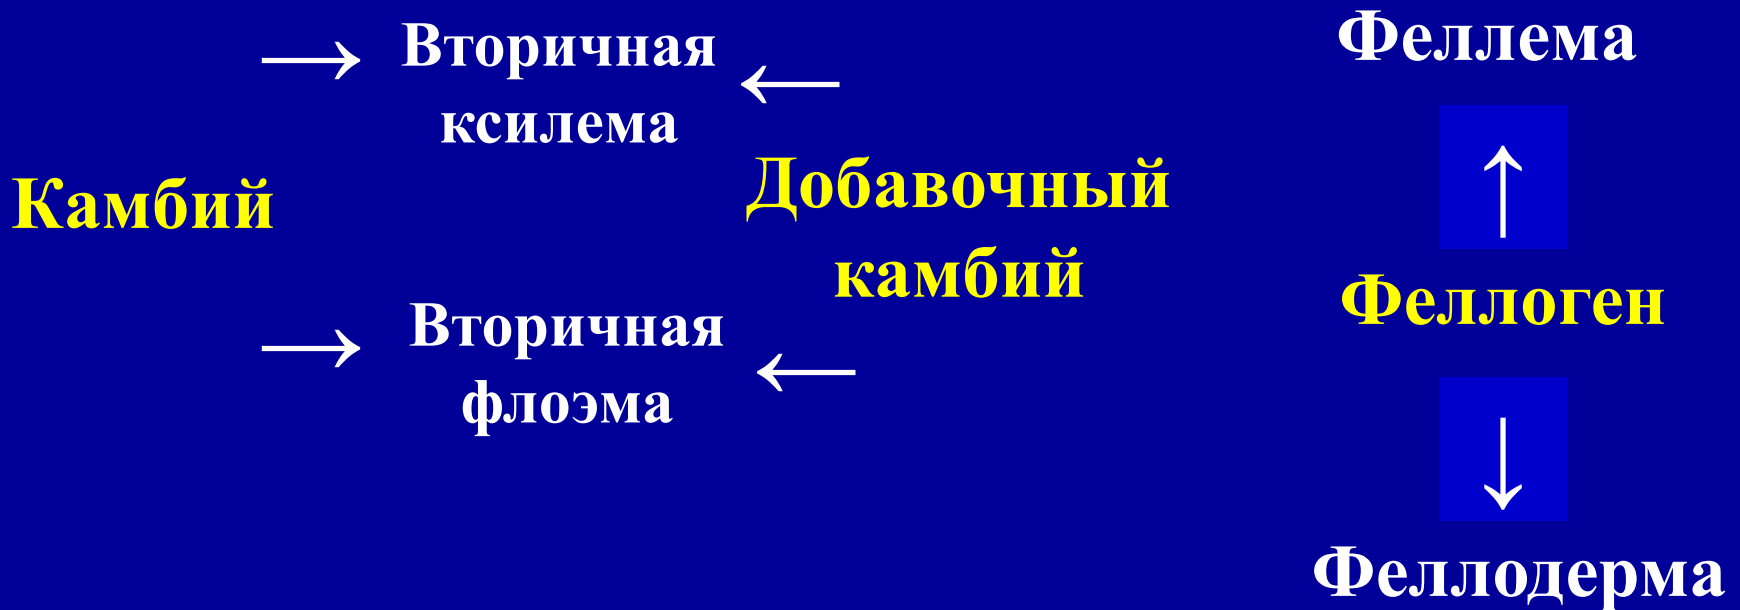 Камбий
→ Вторичная
ксилема ←
→ Вторичная
флоэма ←
Добавочный
камбий
Феллема
↑
Феллоген
↓
Феллодерма